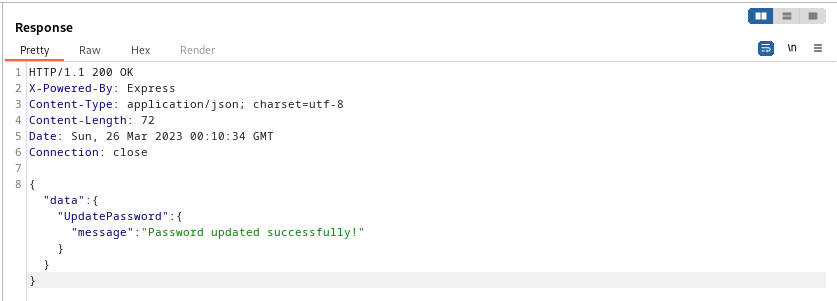 Response
Pretty Raw Hex Render \n
1 HTTP/1.1 200 OK
2 X-Powered-By: Express
3 Content-Type: application/json; charset=utf-8
4 Content-Length: 72
5 Date: Sun, 26 Mar 2023 00:10:34 GMT
6 Connection: close
7
8 {
"data":{
"UpdatePassword":{
"message":"Password updated successfully!"
}
}
}